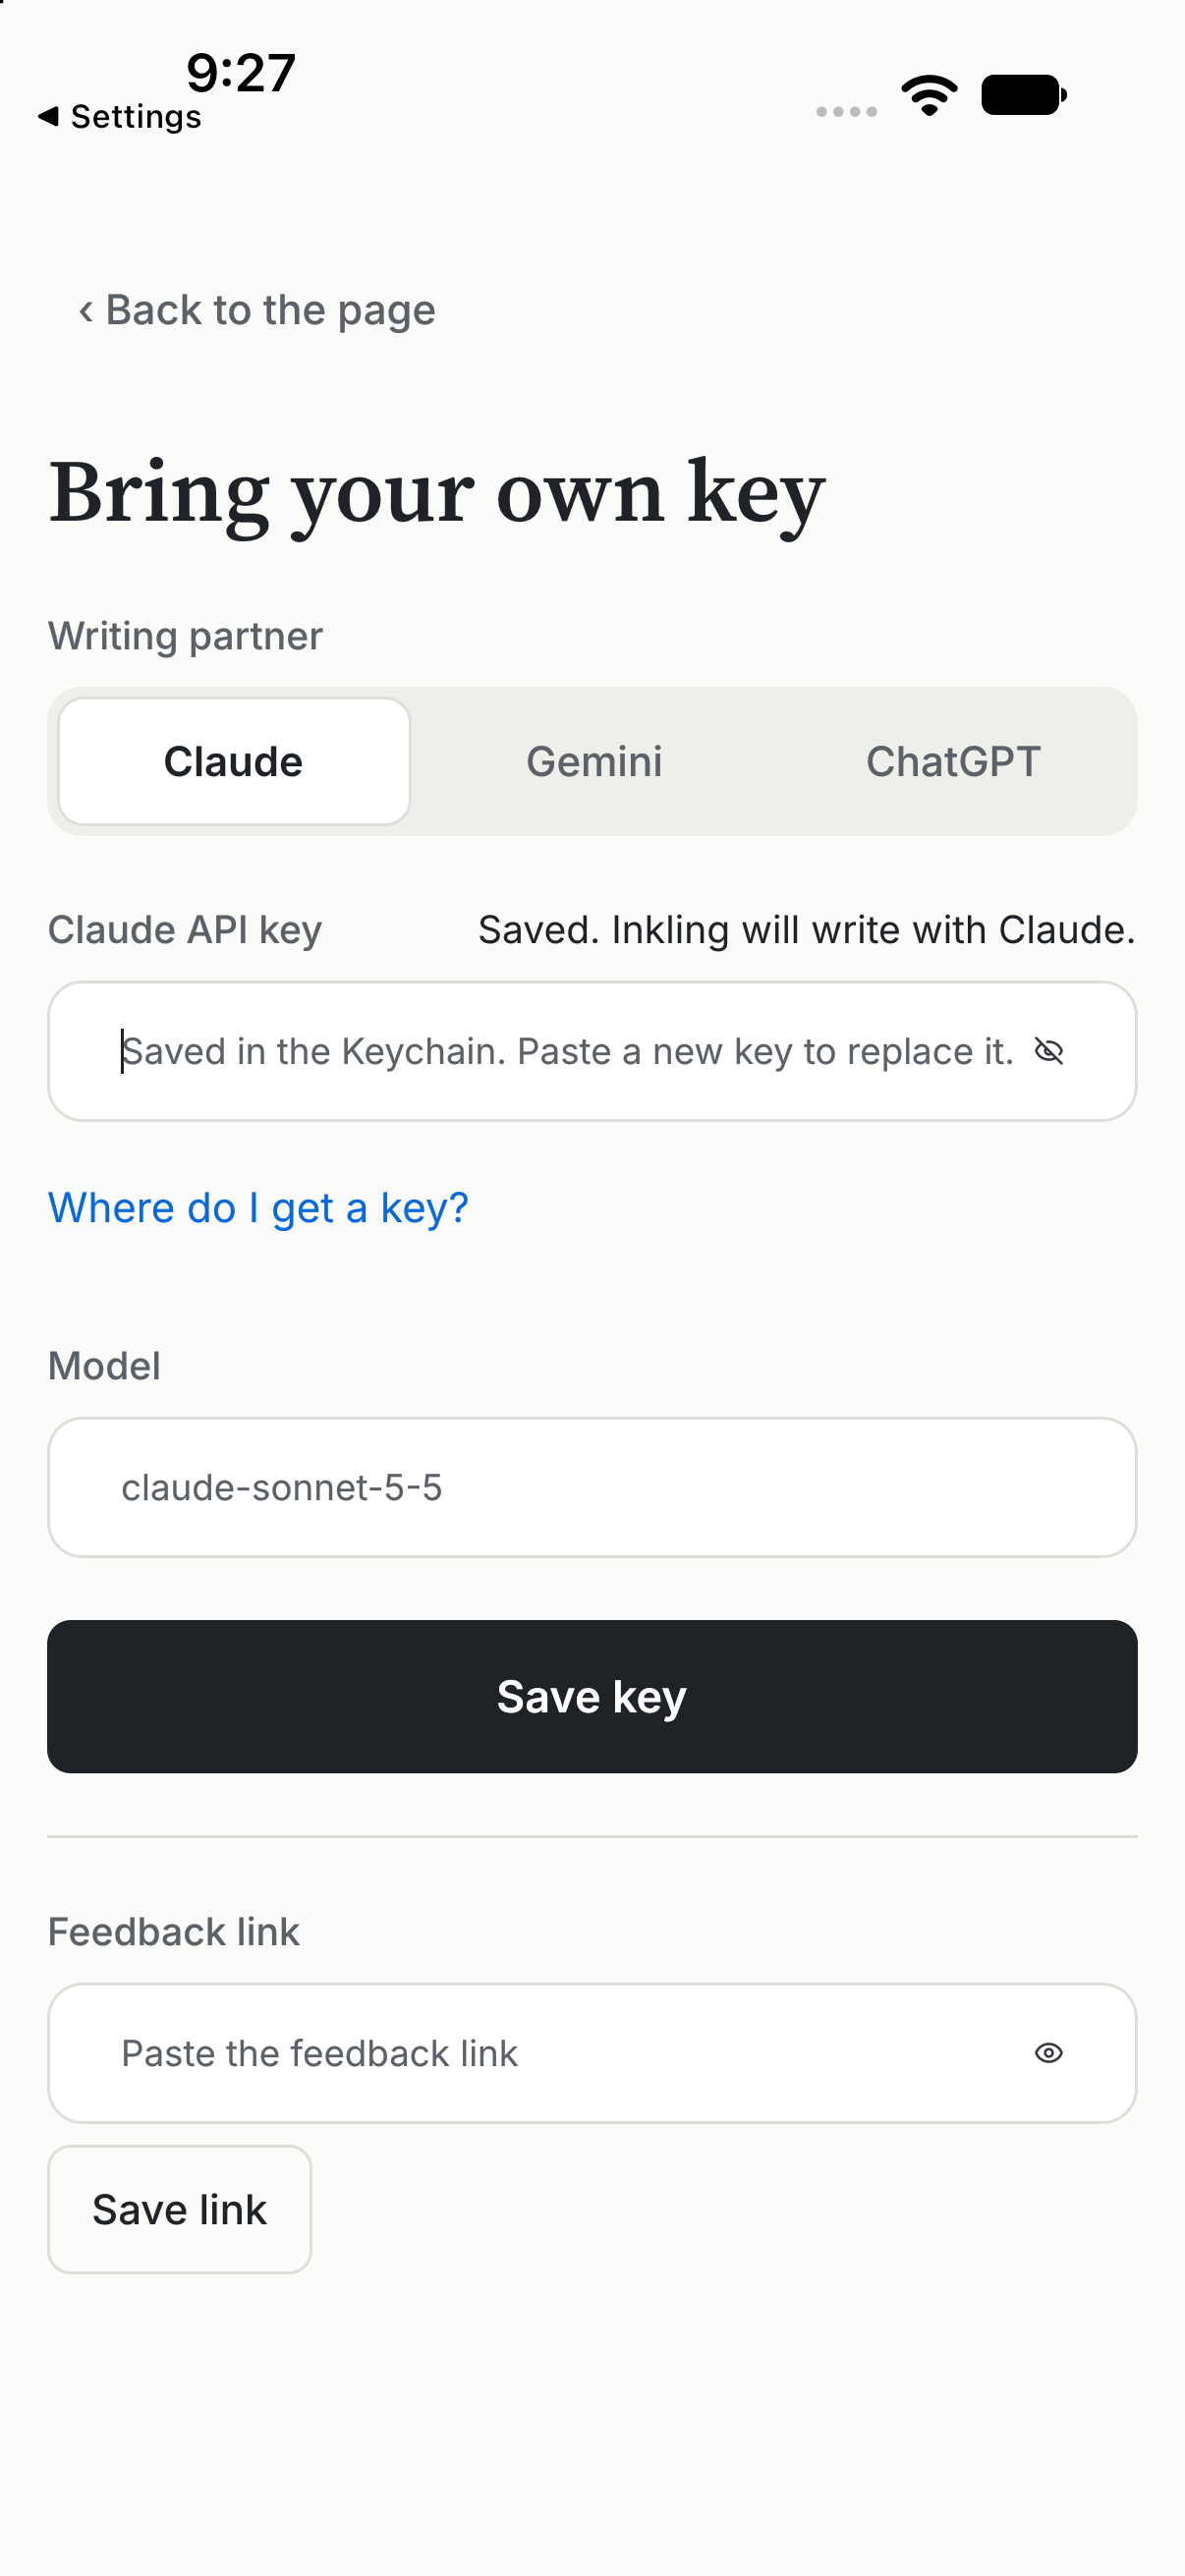 9:27
◀ Settings
‹ Back to the page
Bring your own key
Writing partner
Claude Gemini ChatGPT
Claude API key Saved. Inkling will write with Claude.
Saved in the Keychain. Paste a new key to replace it.
Where do I get a key?
Model
claude-sonnet-5-5
Save key
Feedback link
Paste the feedback link
Save link